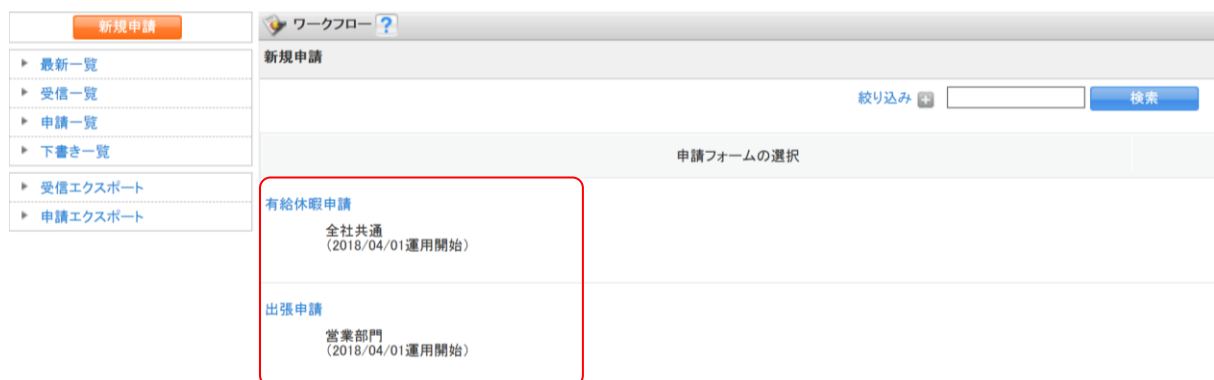 新規申請
最新一覧
受信一覧
申請一覧
下書き一覧
受信エクスポート
申請エクスポート
ワークフロー ?
新規申請
絞り込み + 検索
申請フォームの選択
有給休暇申請
全社共通
（2018/04/01運用開始）
出張申請
営業部門
（2018/04/01運用開始）